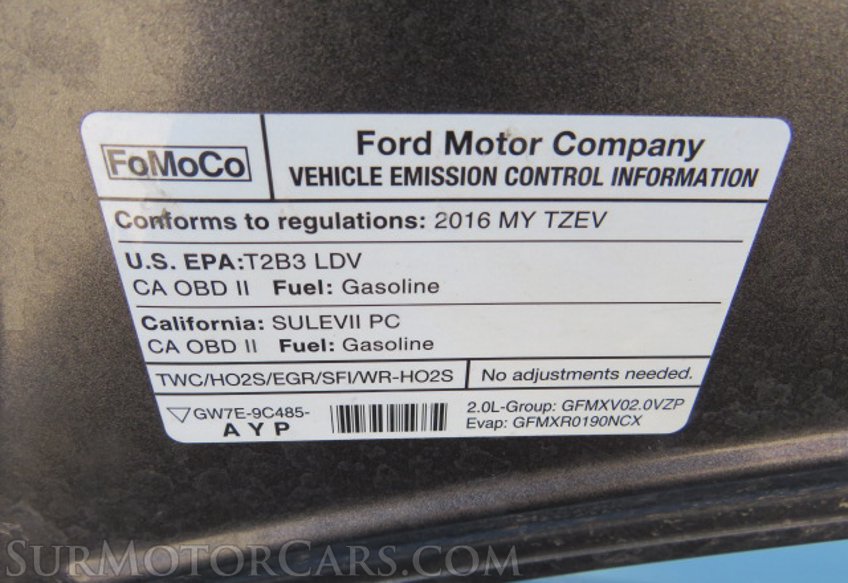 FoMoCo
Ford Motor Company
VEHICLE EMISSION CONTROL INFORMATION
Conforms to regulations: 2016 MY TZEV
U.S. EPA:T2B3 LDV
CA OBD II Fuel: Gasoline
California: SULEVII PC
CA OBD II Fuel: Gasoline
TWC/HO2S/EGR/SFI/WR-HO2S
No adjustments needed.
GW7E-9C485-
AYP
2.0L-Group: GFMXV02.0VZP
Evap: GFMXR0190NCX
SurMotorCars.com